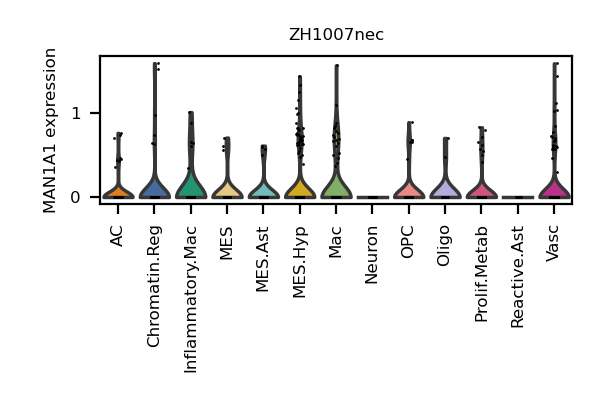 ZH1007nec
MAN1A1 expression
1
0
AC
Chromatin.Reg
Inflammatory.Mac
MES
MES.Ast
MES.Hyp
Mac
Neuron
OPC
Oligo
Prolif.Metab
Reactive.Ast
Vasc